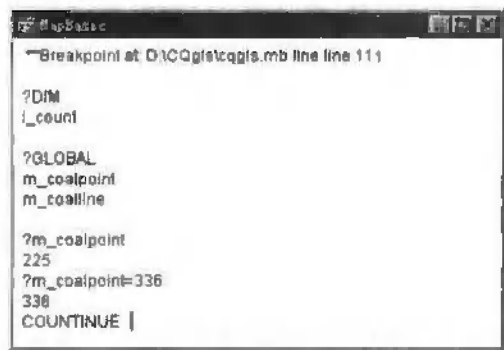 MapBasic
Breakpoint at D:\CQgis\cqgis.mb line line 111
?DIM
i_count
?GLOBAL
m_coalpoint
m_coalline
?m_coalpoint
225
?m_coalpoint=336
336
COUNTINUE